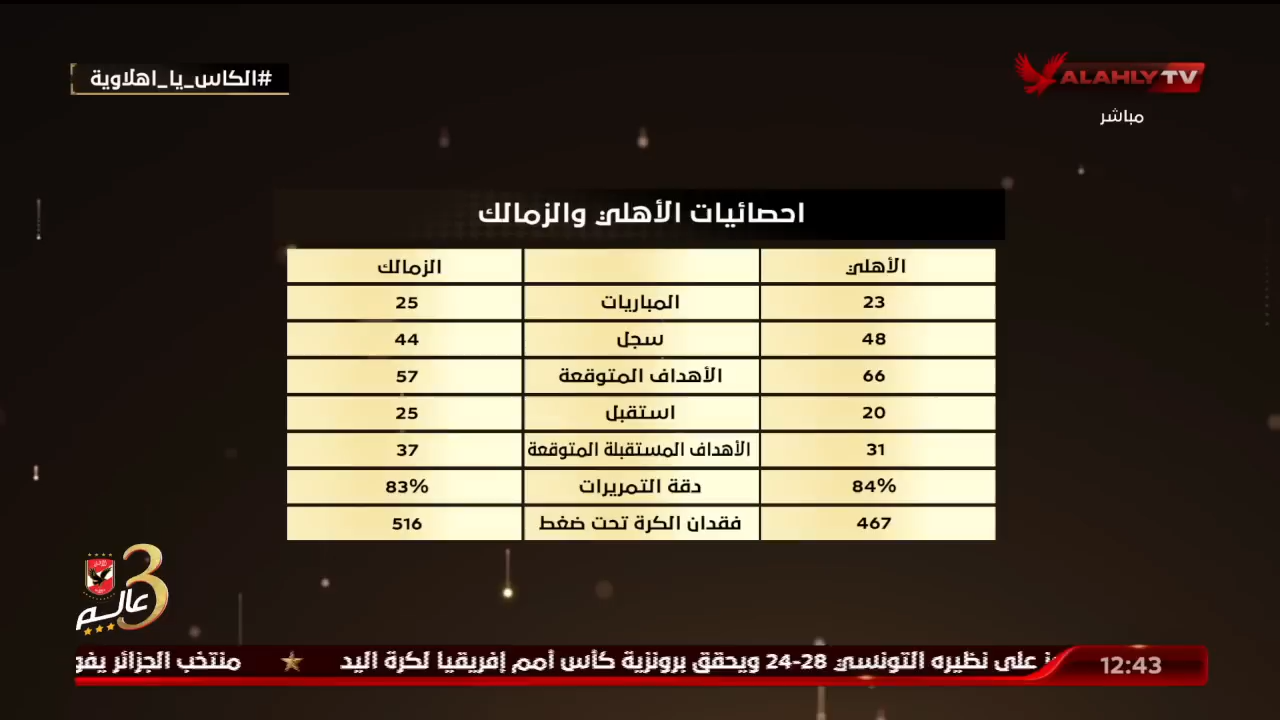 #الكاس_يا_اهلاوية
ALAHLY TV
مباشر
احصائيات الأهلي والزمالك
الأهلي الزمالك
23 المباريات 25
48 سجل 44
66 الأهداف المتوقعة 57
20 استقبل 25
31 الأهداف المستقبلة المتوقعة 37
84% دقة التمريرات 83%
467 فقدان الكرة تحت ضغط 516
3 عالم
12:43
على نظيره التونسي 28-24 ويحقق برونزية كأس أمم إفريقيا لكرة اليد ★ منتخب الجزائر